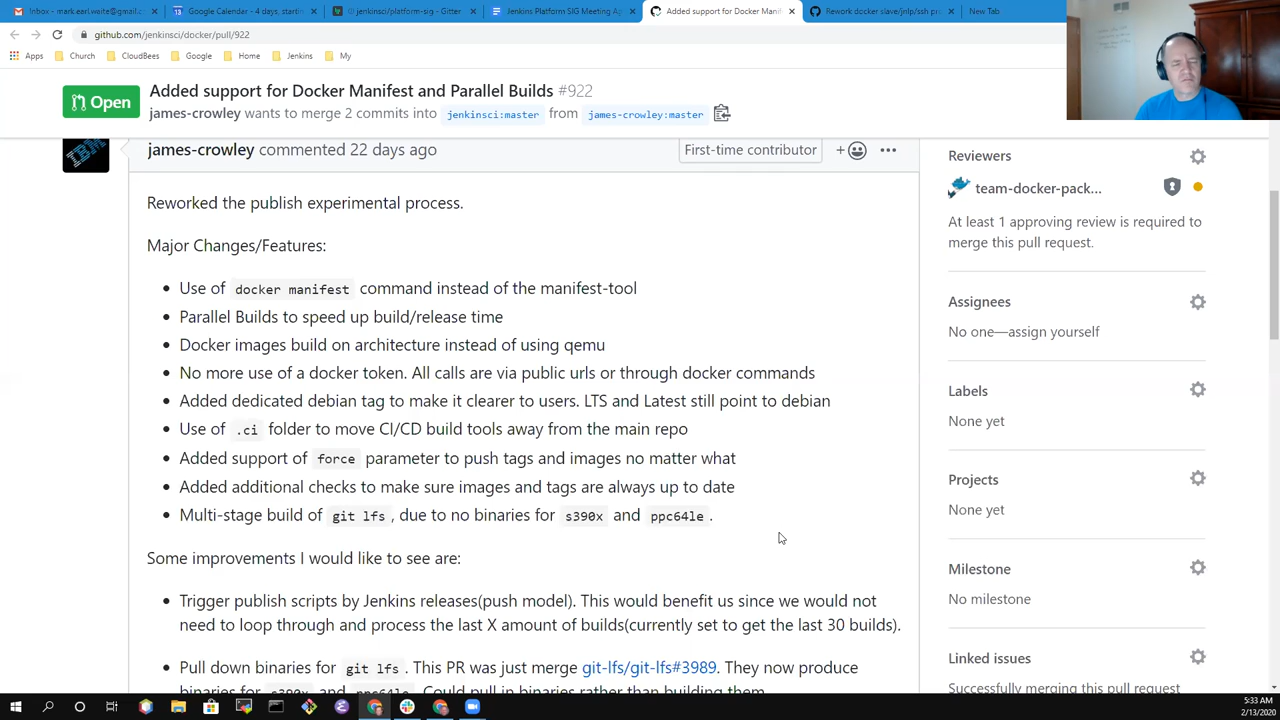 Inbox - mark.earl.waite@gmail.c
Google Calendar - 4 days, startin
jenkinsci/platform-sig - Gitter
Jenkins Platform SIG Meeting Ag
Added support for Docker Manif
Rework docker slave/jnlp/ssh pr
New Tab
github.com/jenkinsci/docker/pull/922
Apps Church CloudBees Google Home Jenkins My
Open
Added support for Docker Manifest and Parallel Builds #922
james-crowley wants to merge 2 commits into jenkinsci:master from james-crowley:master
IBM
james-crowley commented 22 days ago
First-time contributor
Reworked the publish experimental process.
Major Changes/Features:
• Use of docker manifest command instead of the manifest-tool
• Parallel Builds to speed up build/release time
• Docker images build on architecture instead of using qemu
• No more use of a docker token. All calls are via public urls or through docker commands
• Added dedicated debian tag to make it clearer to users. LTS and Latest still point to debian
• Use of .ci folder to move CI/CD build tools away from the main repo
• Added support of force parameter to push tags and images no matter what
• Added additional checks to make sure images and tags are always up to date
• Multi-stage build of git lfs, due to no binaries for s390x and ppc64le.
Some improvements I would like to see are:
• Trigger publish scripts by Jenkins releases(push model). This would benefit us since we would not
need to loop through and process the last X amount of builds(currently set to get the last 30 builds).
• Pull down binaries for git lfs. This PR was just merge git-lfs/git-lfs#3989. They now produce
binaries for s390x and ppc64le. Could pull in binaries rather than building them.
Reviewers
team-docker-pack...
At least 1 approving review is required to
merge this pull request.
Assignees
No one—assign yourself
Labels
None yet
Projects
None yet
Milestone
No milestone
Linked issues
Successfully merging this pull request
5:33 AM
2/13/2020